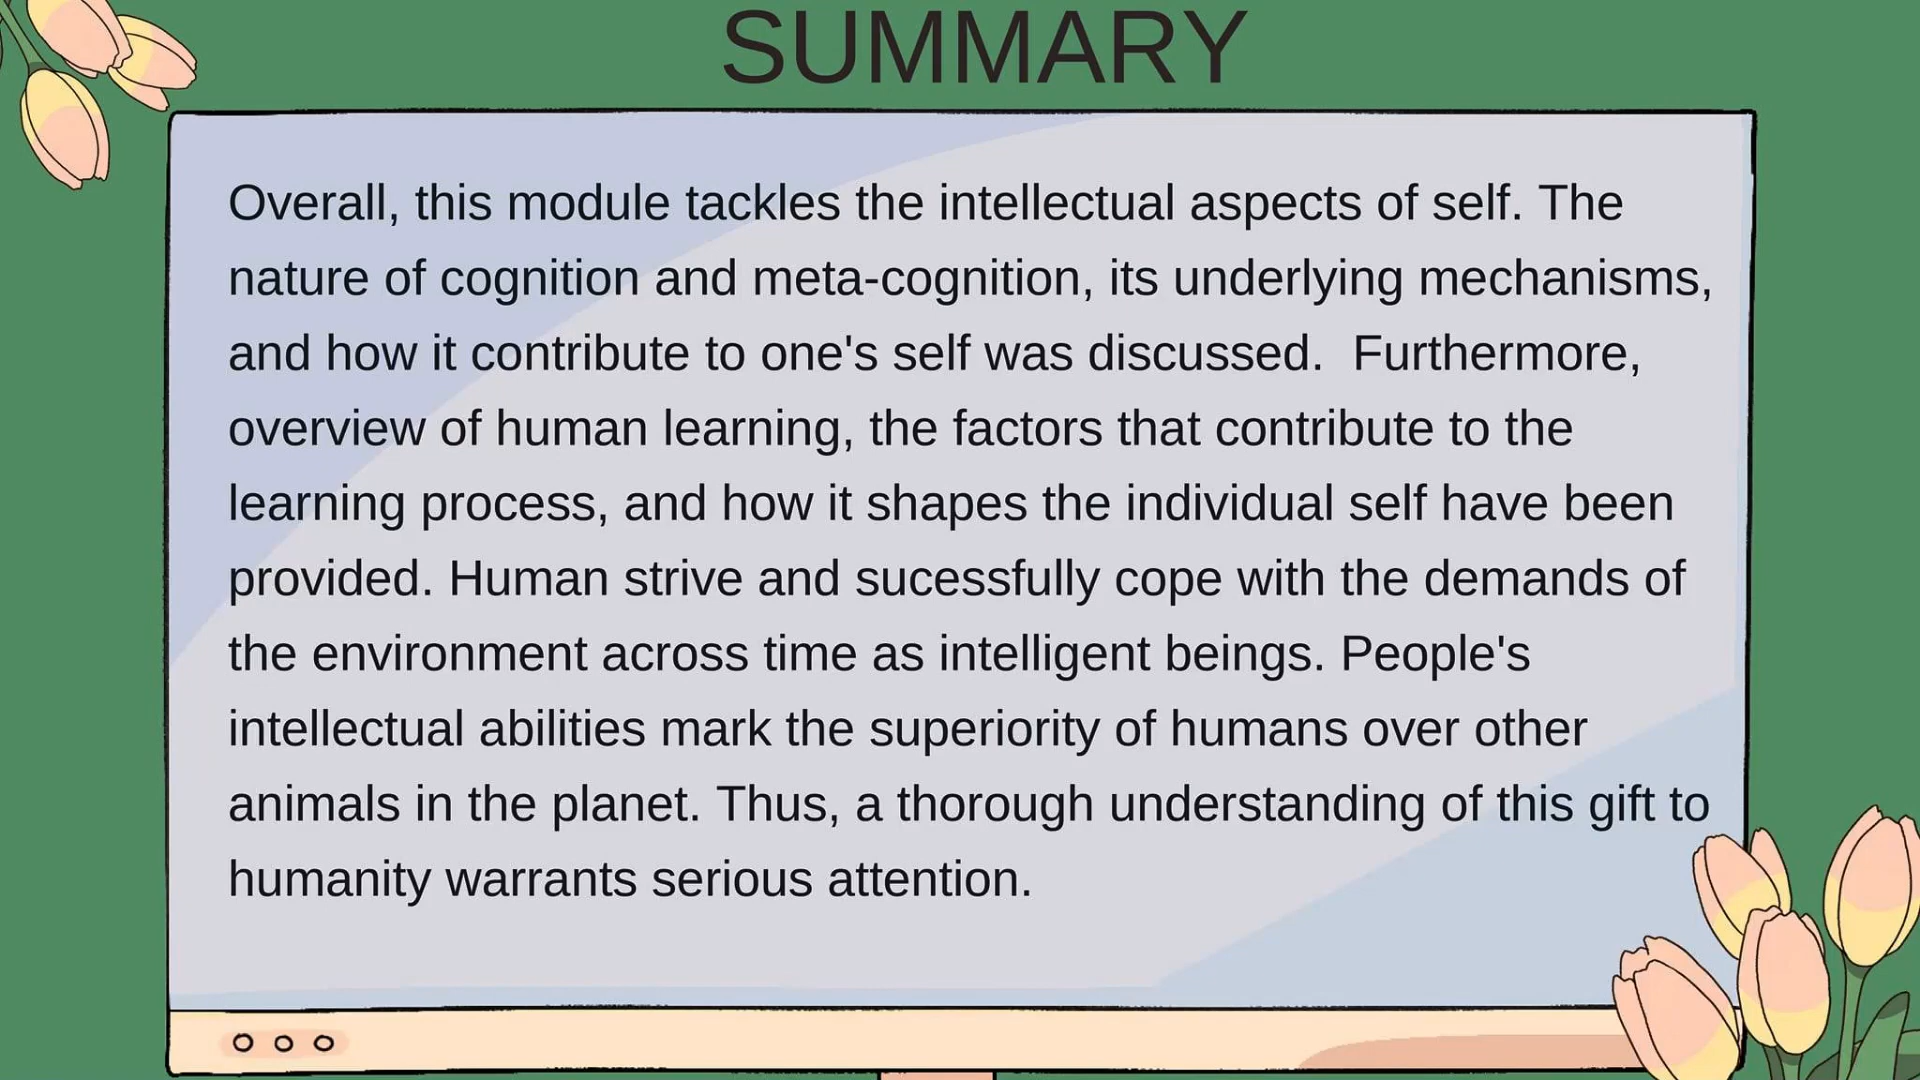 SUMMARY
Overall, this module tackles the intellectual aspects of self. The
nature of cognition and meta-cognition, its underlying mechanisms,
and how it contribute to one's self was discussed.  Furthermore,
overview of human learning, the factors that contribute to the
learning process, and how it shapes the individual self have been
provided. Human strive and sucessfully cope with the demands of
the environment across time as intelligent beings. People's
intellectual abilities mark the superiority of humans over other
animals in the planet. Thus, a thorough understanding of this gift to
humanity warrants serious attention.